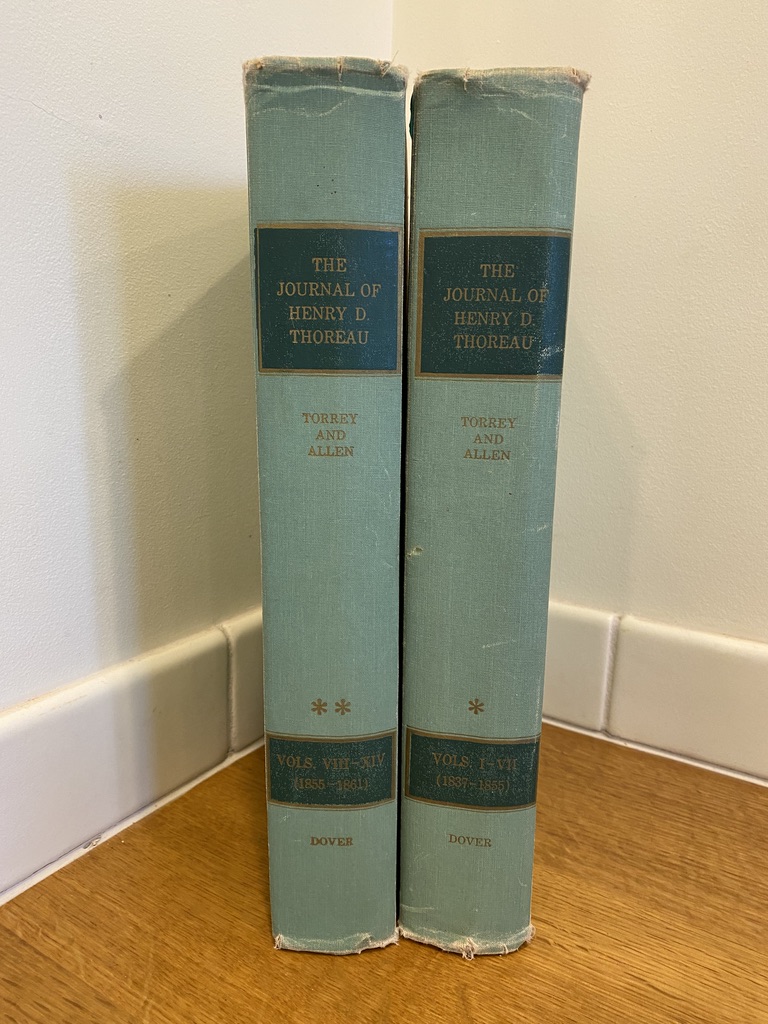 THE
JOURNAL OF
HENRY D.
THOREAU
TORREY
AND
ALLEN
**
VOLS. VIII-XIV
(1855-1861)
DOVER
THE
JOURNAL OF
HENRY D.
THOREAU
TORREY
AND
ALLEN
*
VOLS. I-VII
(1837-1855)
DOVER